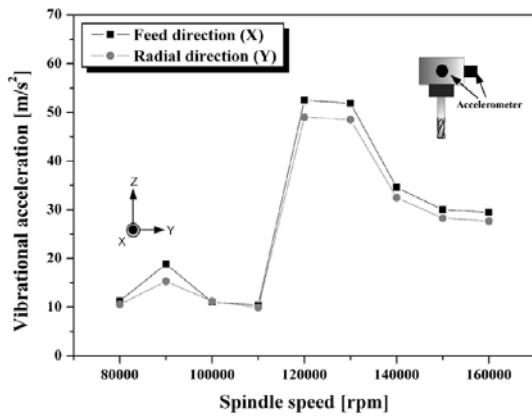 Feed direction (X)
Radial direction (Y)
Accelerometer
Z
X
Y
60
50
40
30
20
10
0
Vibrational acceleration [m/s²]
80000 100000 120000 140000 160000
Spindle speed [rpm]